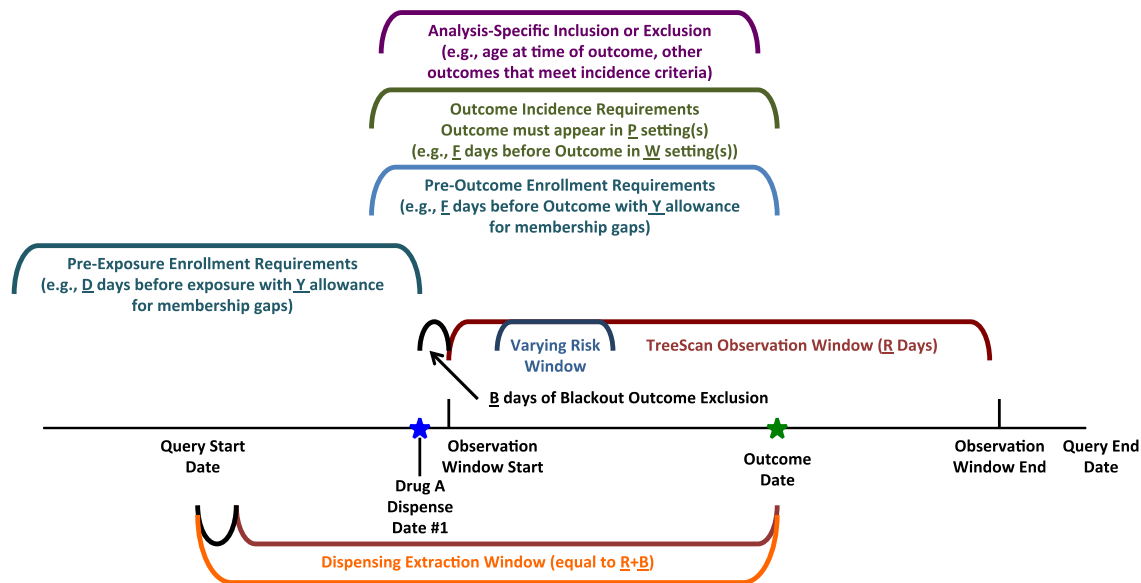 Analysis-Specific Inclusion or Exclusion
(e.g., age at time of outcome, other
outcomes that meet incidence criteria)
Outcome Incidence Requirements
Outcome must appear in P setting(s)
(e.g., F days before Outcome in W setting(s))
Pre-Outcome Enrollment Requirements
(e.g., F days before Outcome with Y allowance
for membership gaps)
Pre-Exposure Enrollment Requirements
(e.g., D days before exposure with Y allowance
for membership gaps)
Varying Risk
Window
TreeScan Observation Window (R Days)
B days of Blackout Outcome Exclusion
Query Start
Date
Drug A
Dispense
Date #1
Observation
Window Start
Outcome
Date
Observation
Window End
Query End
Date
Dispensing Extraction Window (equal to R+B)